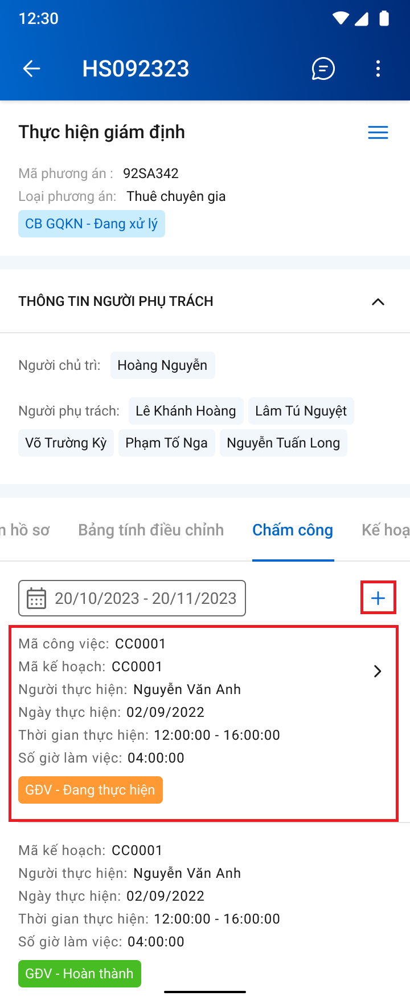 12:30
HS092323
Thực hiện giám định
Mã phương án : 92SA342
Loại phương án: Thuê chuyên gia
CB GQKN - Đang xử lý
THÔNG TIN NGƯỜI PHỤ TRÁCH
Người chủ trì: Hoàng Nguyễn
Người phụ trách: Lê Khánh Hoàng Lâm Tú Nguyệt
Võ Trường Kỳ Phạm Tố Nga Nguyễn Tuấn Long
n hồ sơ Bảng tính điều chỉnh Chấm công Kế hoạ
20/10/2023 - 20/11/2023
Mã công việc: CC0001
Mã kế hoạch: CC0001
Người thực hiện: Nguyễn Văn Anh
Ngày thực hiện: 02/09/2022
Thời gian thực hiện: 12:00:00 - 16:00:00
Số giờ làm việc: 04:00:00
GĐV - Đang thực hiện
Mã kế hoạch: CC0001
Người thực hiện: Nguyễn Văn Anh
Ngày thực hiện: 02/09/2022
Thời gian thực hiện: 12:00:00 - 16:00:00
Số giờ làm việc: 04:00:00
GĐV - Hoàn thành